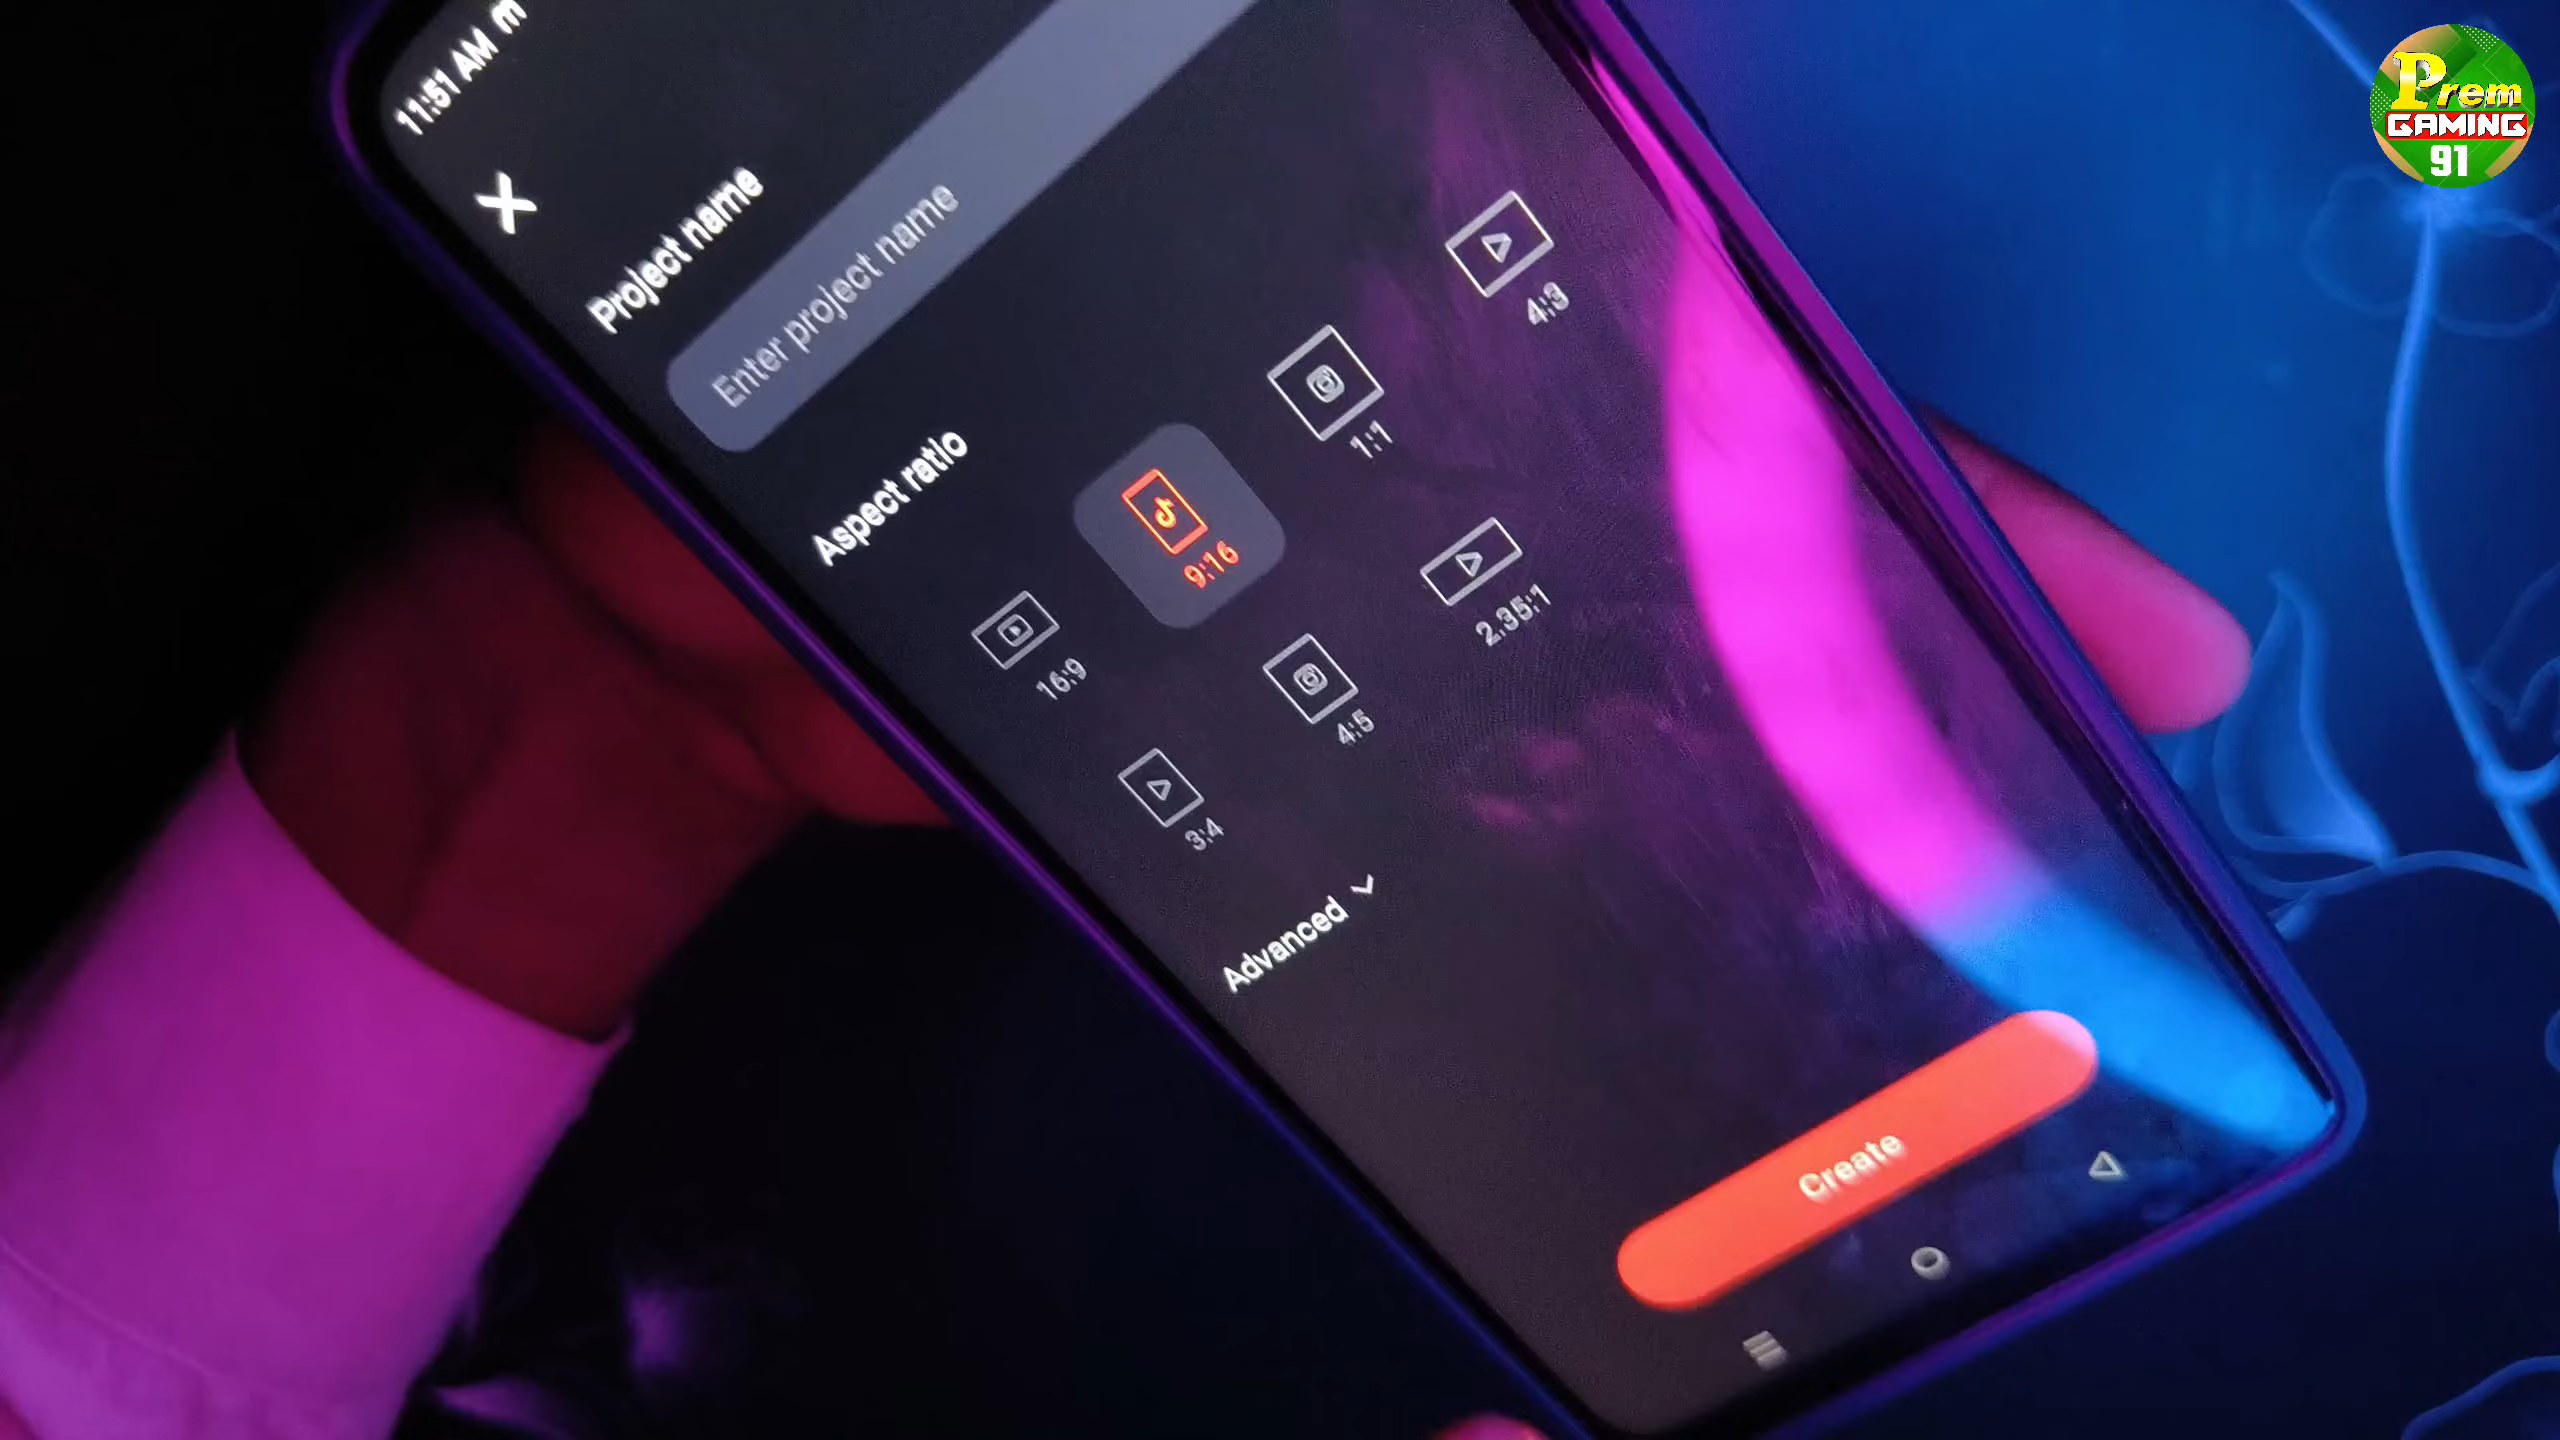 11:51 AM m
Project name
Enter project name
Aspect ratio
16:9
9:16
1:1
4:3
3:4
4:5
2.35:1
Advanced
Create
Prem
GAMING
91